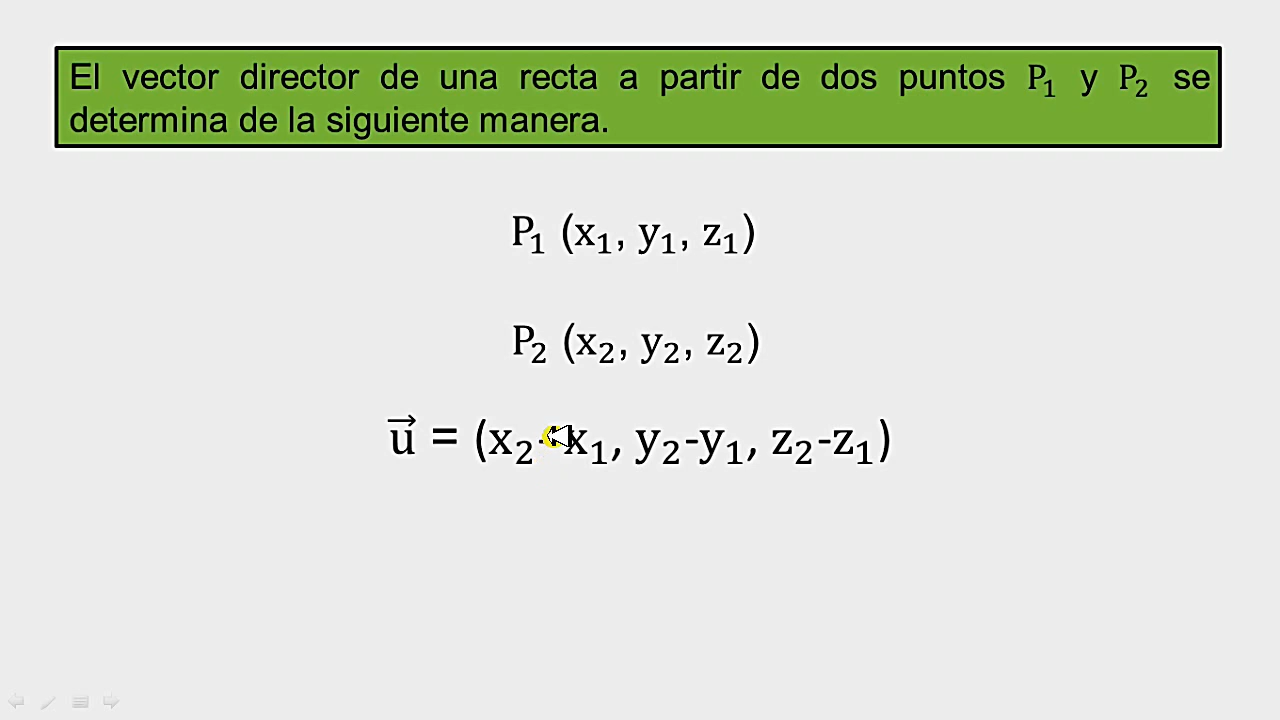 El vector director de una recta a partir de dos puntos P₁ y P₂ se
determina de la siguiente manera.
P₁ (x₁, y₁, z₁)
P₂ (x₂, y₂, z₂)
u⃗ = (x₂-x₁, y₂-y₁, z₂-z₁)